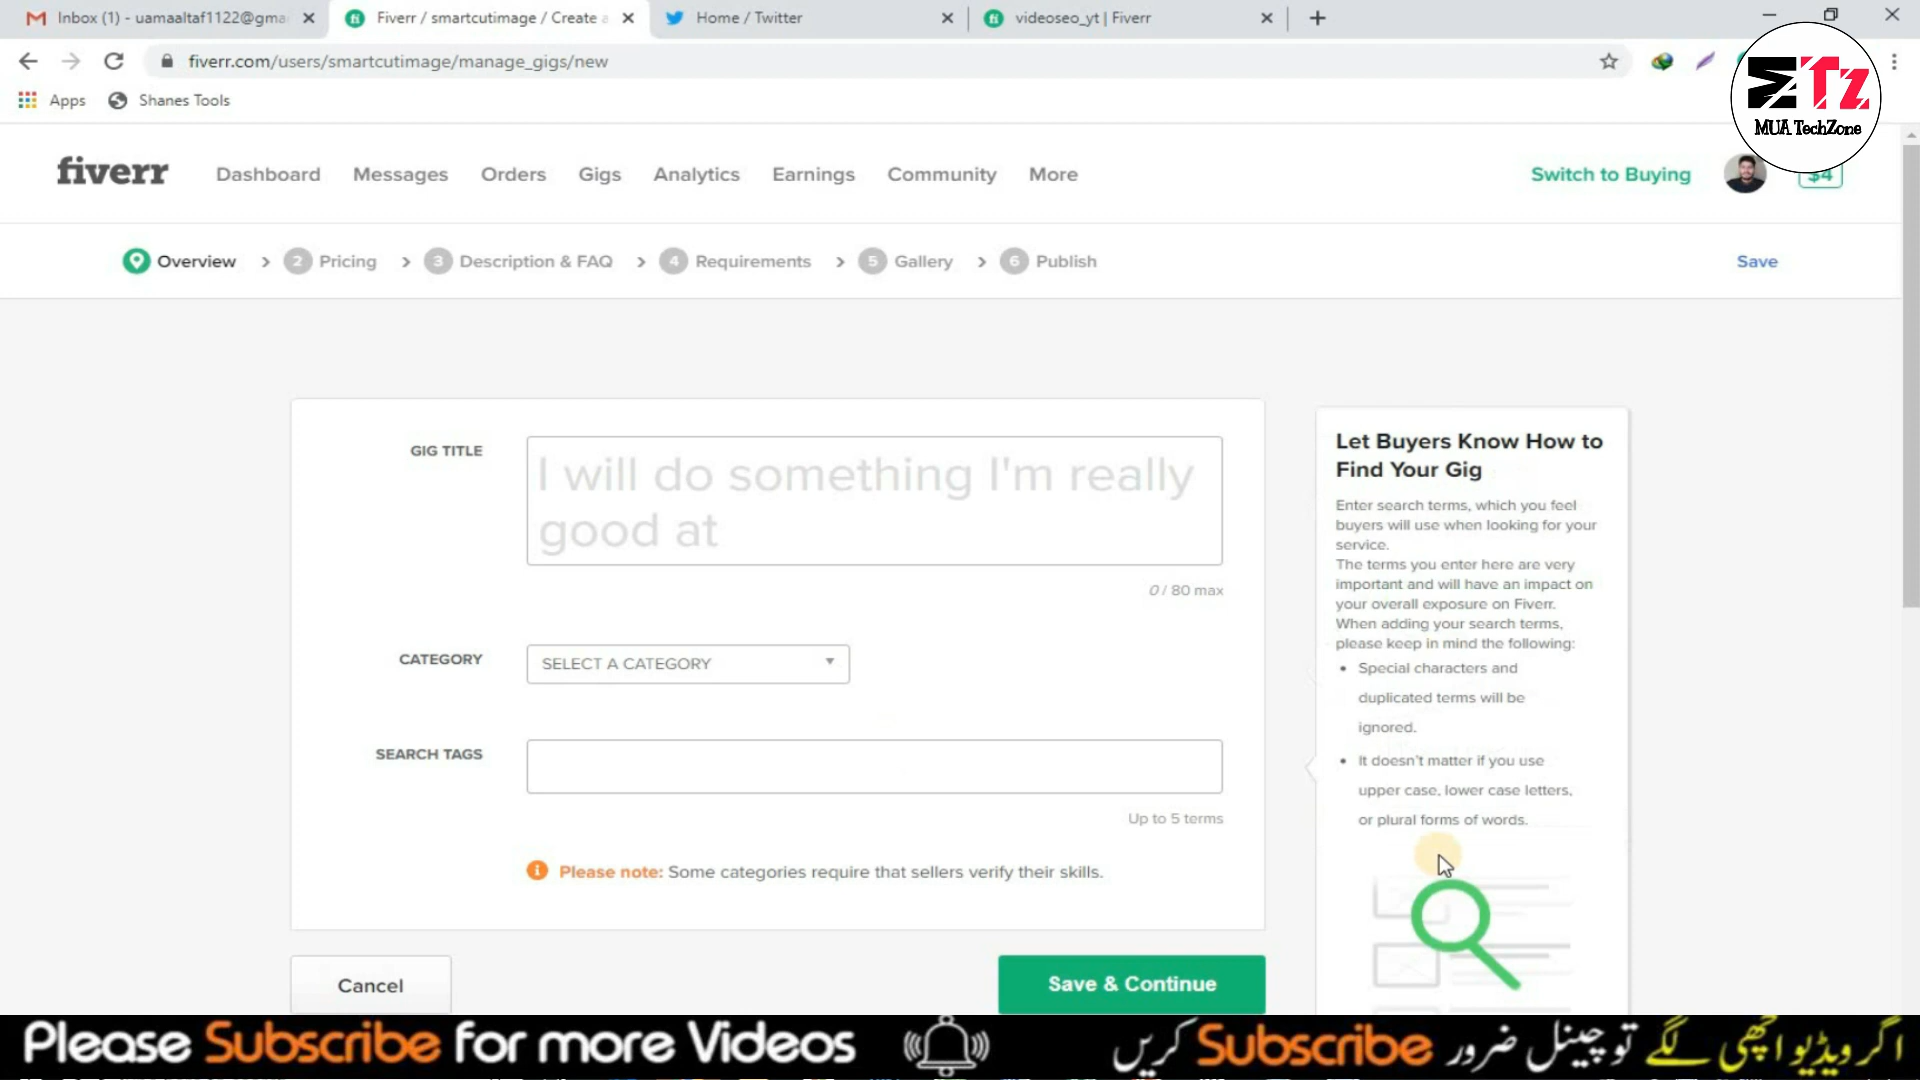 Inbox (1) - uamaaltaf1122@gma
Fiverr / smartcutimage / Create a
Home / Twitter
videoseo_yt | Fiverr
fiverr.com/users/smartcutimage/manage_gigs/new
Apps
Shanes Tools
MTz
MUA TechZone
fiverr
Dashboard
Messages
Orders
Gigs
Analytics
Earnings
Community
More
Switch to Buying
$4
Overview
2 Pricing
3 Description & FAQ
4 Requirements
5 Gallery
6 Publish
Save
GIG TITLE
I will do something I'm really
good at
0 / 80 max
CATEGORY
SELECT A CATEGORY
SEARCH TAGS
Up to 5 terms
Please note: Some categories require that sellers verify their skills.
Cancel
Save & Continue
Let Buyers Know How to
Find Your Gig
Enter search terms, which you feel
buyers will use when looking for your
service.
The terms you enter here are very
important and will have an impact on
your overall exposure on Fiverr.
When adding your search terms,
please keep in mind the following:
• Special characters and
duplicated terms will be
ignored.
• It doesn't matter if you use
upper case, lower case letters,
or plural forms of words.
Please Subscribe for more Videos
اگر ویڈیو اچھی لگے تو چینل ضرور Subscribe کریں